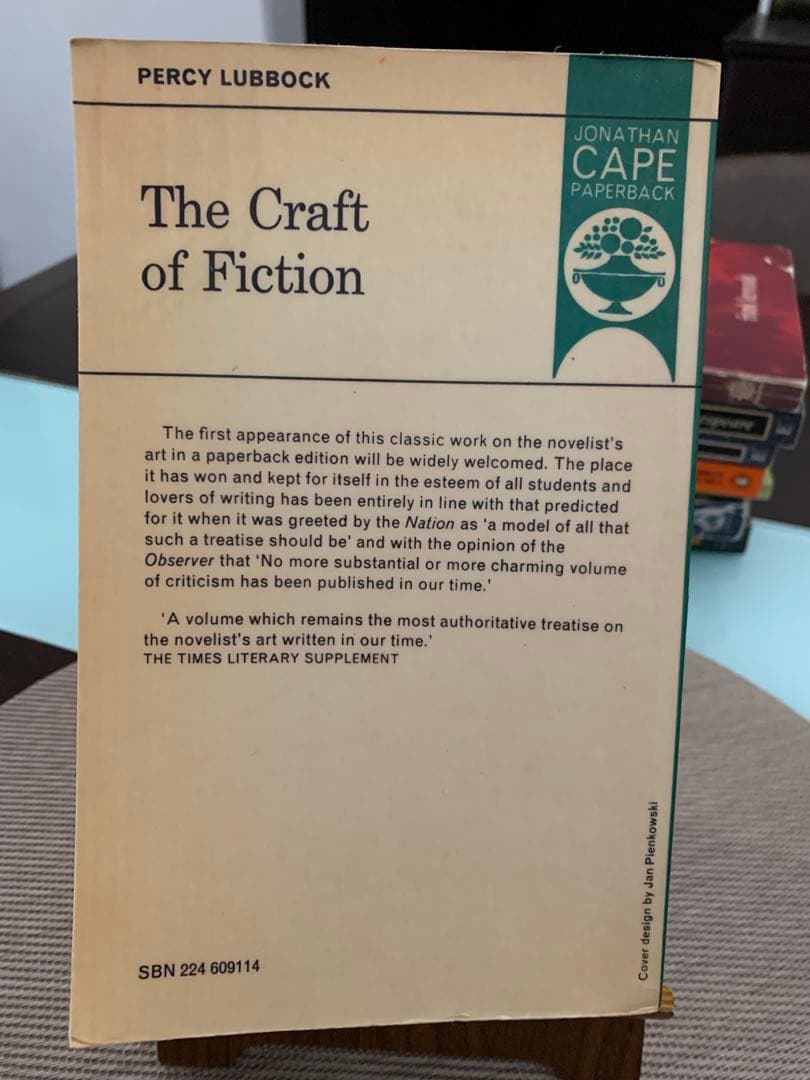 PERCY LUBBOCK
JONATHAN
CAPE
PAPERBACK
The Craft
of Fiction
The first appearance of this classic work on the novelist's
art in a paperback edition will be widely welcomed. The place
it has won and kept for itself in the esteem of all students and
lovers of writing has been entirely in line with that predicted
for it when it was greeted by the Nation as 'a model of all that
such a treatise should be' and with the opinion of the
Observer that 'No more substantial or more charming volume
of criticism has been published in our time.'
'A volume which remains the most authoritative treatise on
the novelist's art written in our time.'
THE TIMES LITERARY SUPPLEMENT
SBN 224 609114
Cover design by Jan Pienkowski